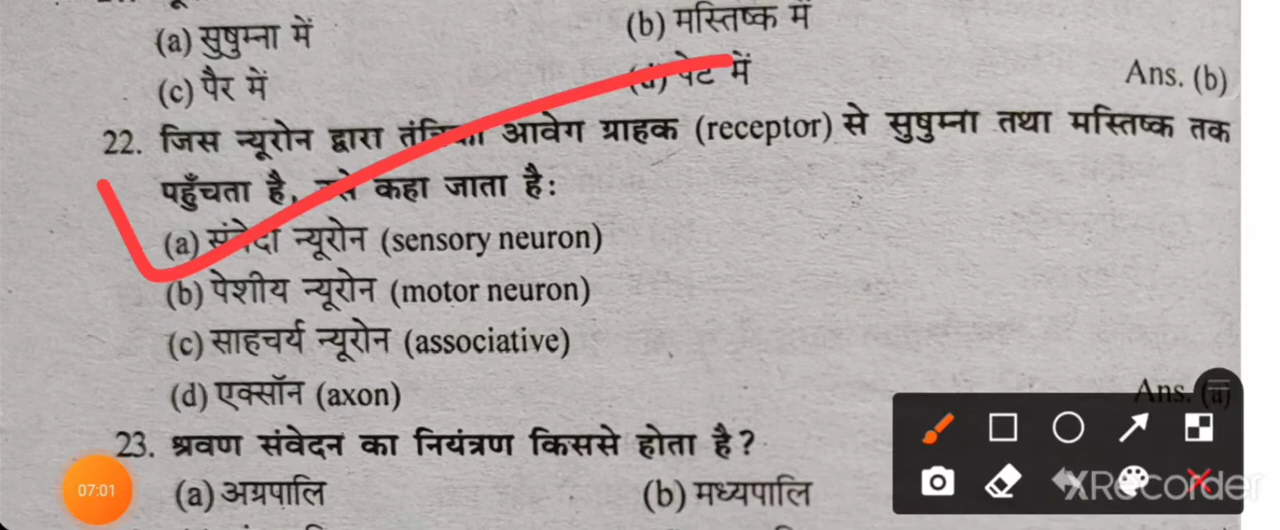 (a) सुषुम्ना में (b) मस्तिष्क में
(c) पैर में (d) पेट में Ans. (b)
22. जिस न्यूरोन द्वारा तंत्रिका आवेग ग्राहक (receptor) से सुषुम्ना तथा मस्तिष्क तक
पहुँचता है, उसे कहा जाता है:
(a) संवेदी न्यूरोन (sensory neuron)
(b) पेशीय न्यूरोन (motor neuron)
(c) साहचर्य न्यूरोन (associative)
(d) एक्सॉन (axon) Ans. (a)
23. श्रवण संवेदन का नियंत्रण किससे होता है?
(a) अग्रपालि (b) मध्यपालि
07:01
XRecorder